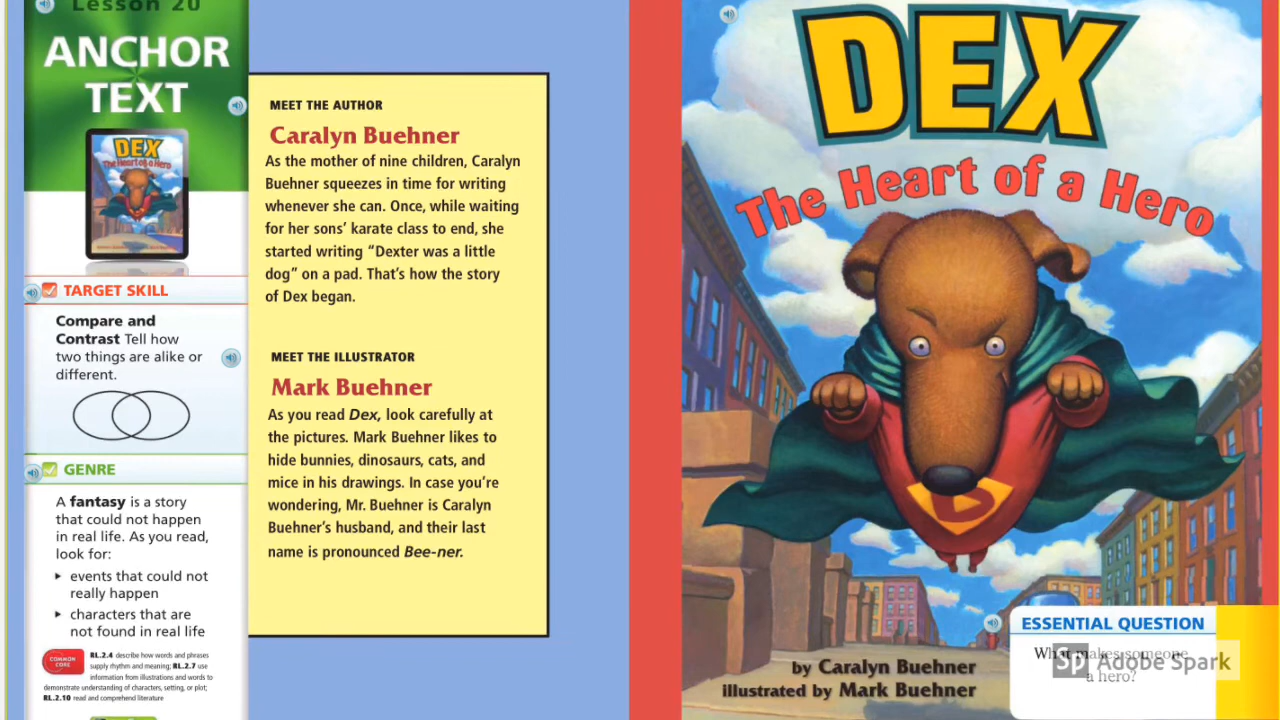 Lesson 20
ANCHOR
TEXT
DEX
The Heart of a Hero
TARGET SKILL
Compare and
Contrast Tell how
two things are alike or
different.
GENRE
A fantasy is a story
that could not happen
in real life. As you read,
look for:
▸ events that could not
really happen
▸ characters that are
not found in real life
COMMON
CORE
RL.2.4 describe how words and phrases
supply rhythm and meaning; RL.2.7 use
information from illustrations and words to
demonstrate understanding of characters, setting, or plot;
RL.2.10 read and comprehend literature
MEET THE AUTHOR
Caralyn Buehner
As the mother of nine children, Caralyn
Buehner squeezes in time for writing
whenever she can. Once, while waiting
for her sons’ karate class to end, she
started writing “Dexter was a little
dog” on a pad. That’s how the story
of Dex began.
MEET THE ILLUSTRATOR
Mark Buehner
As you read Dex, look carefully at
the pictures. Mark Buehner likes to
hide bunnies, dinosaurs, cats, and
mice in his drawings. In case you’re
wondering, Mr. Buehner is Caralyn
Buehner’s husband, and their last
name is pronounced Bee-ner.
DEX
The Heart of a Hero
D
by Caralyn Buehner
illustrated by Mark Buehner
ESSENTIAL QUESTION
What makes someone
a hero?
Sp Adobe Spark